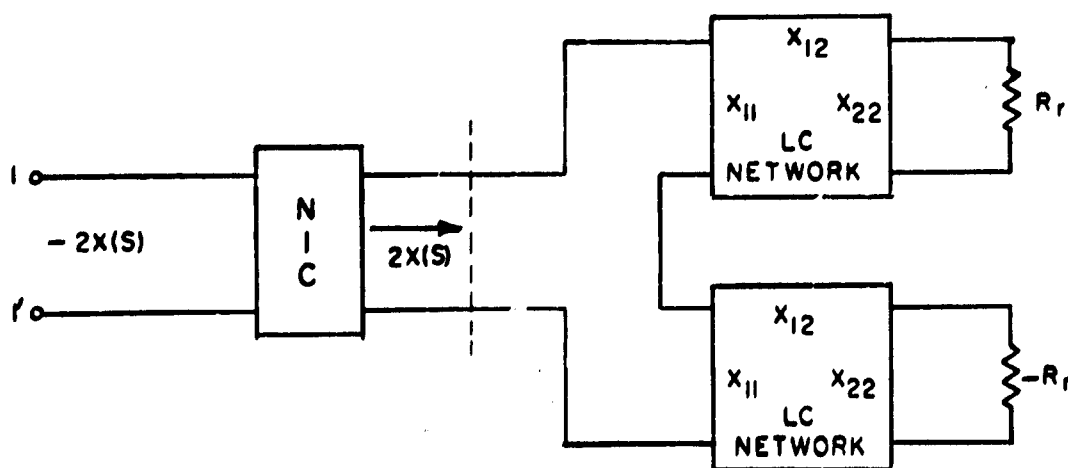 X12
X11
X22
LC
NETWORK
Rr
1
N
I
C
- 2X(S)
2X(S)
1'
X12
X11
X22
LC
NETWORK
-Rr